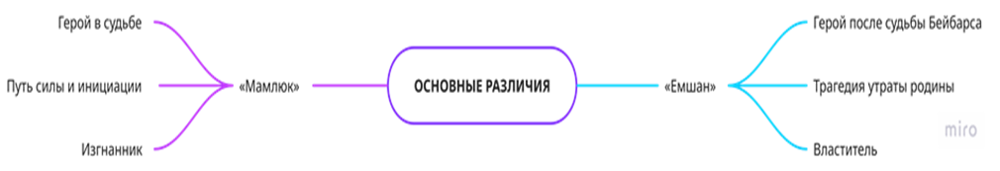 Герой в судьбе
Путь силы и инициации
Изгнанник
«Мамлюк»
ОСНОВНЫЕ РАЗЛИЧИЯ
«Емшан»
Герой после судьбы Бейбарса
Трагедия утраты родины
Властитель
miro